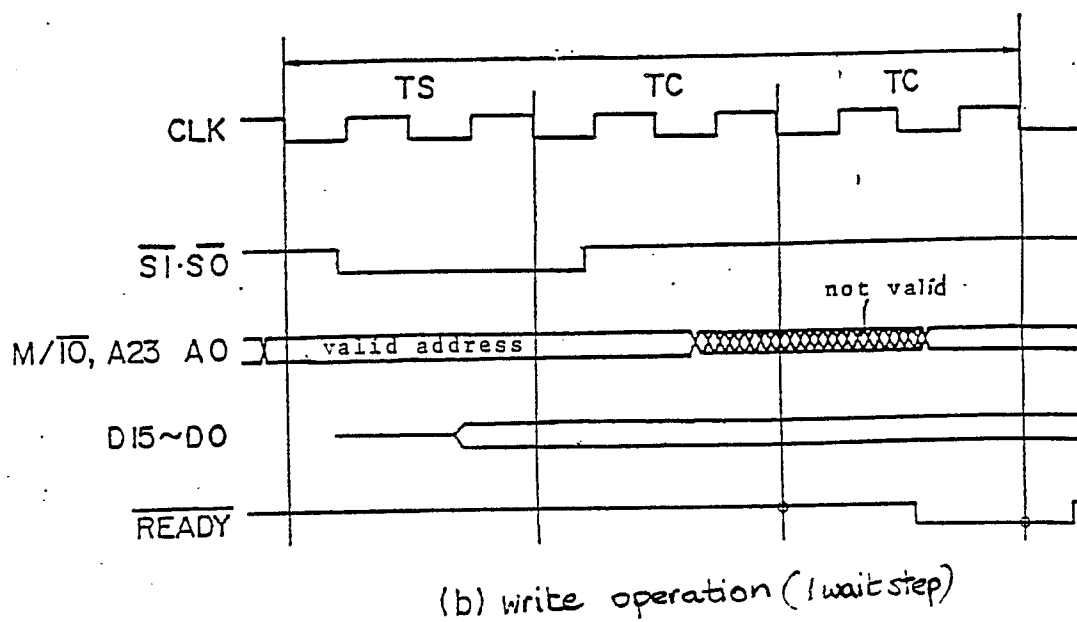 TS TC TC
CLK
S1·S0
not valid
M/IO, A23 A0 valid address
D15~D0
READY
(b) write operation (1 wait step)